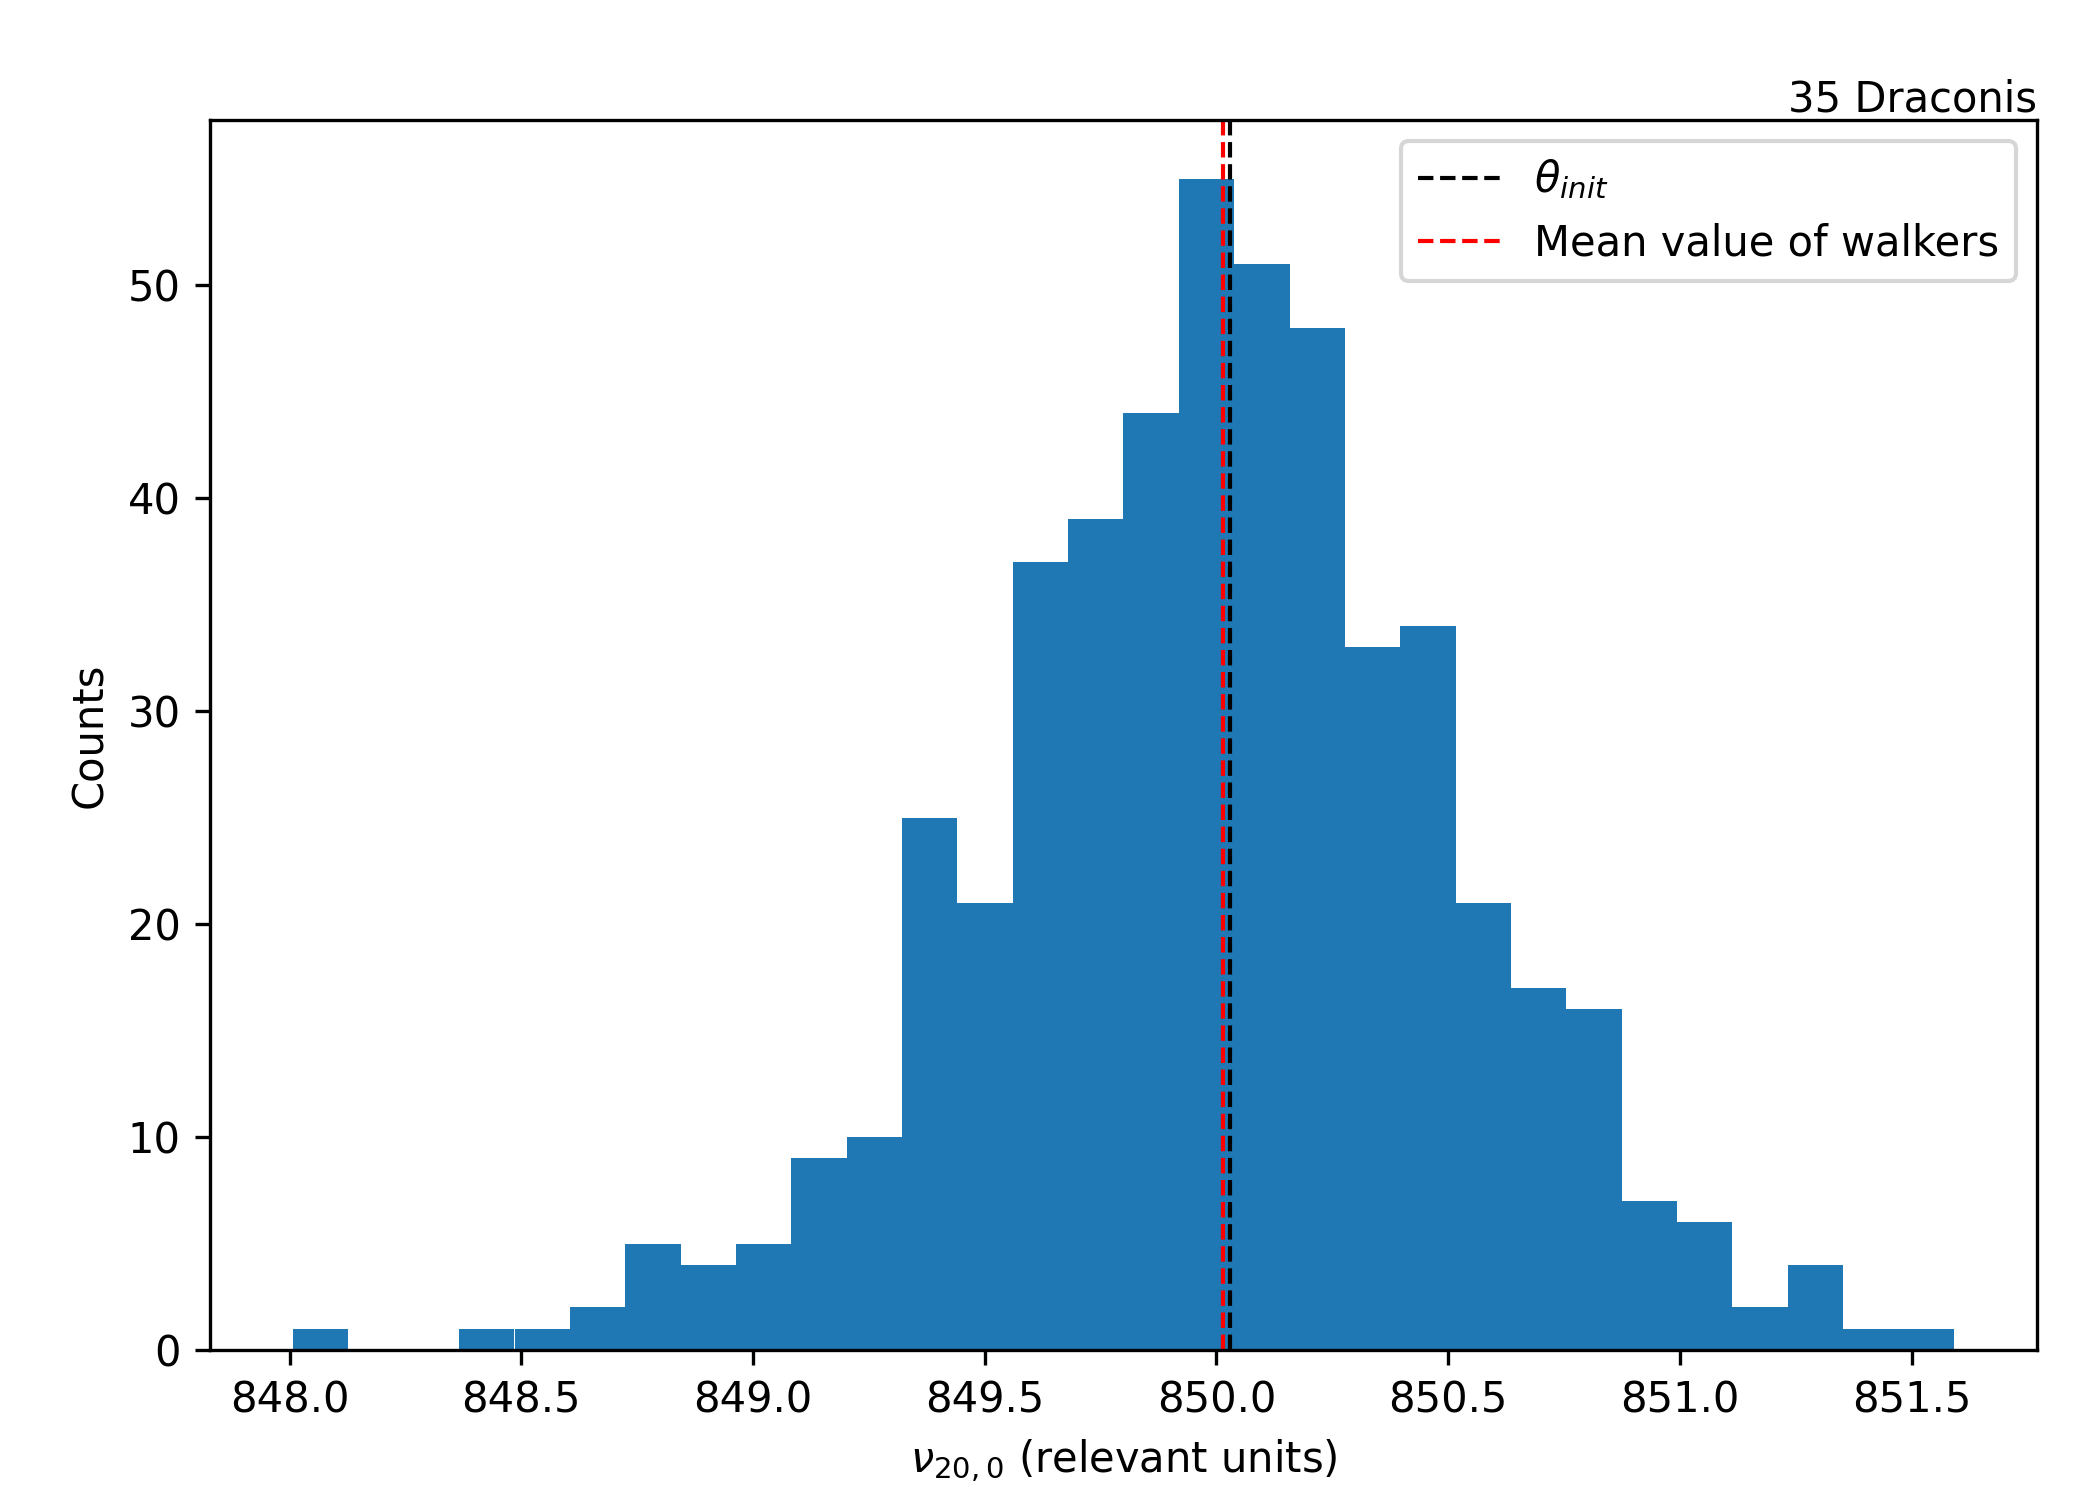 35 Draconis
θinit
Mean value of walkers
50
40
30
20
10
0
Counts
848.0 848.5 849.0 849.5 850.0 850.5 851.0 851.5
ν20, 0 (relevant units)